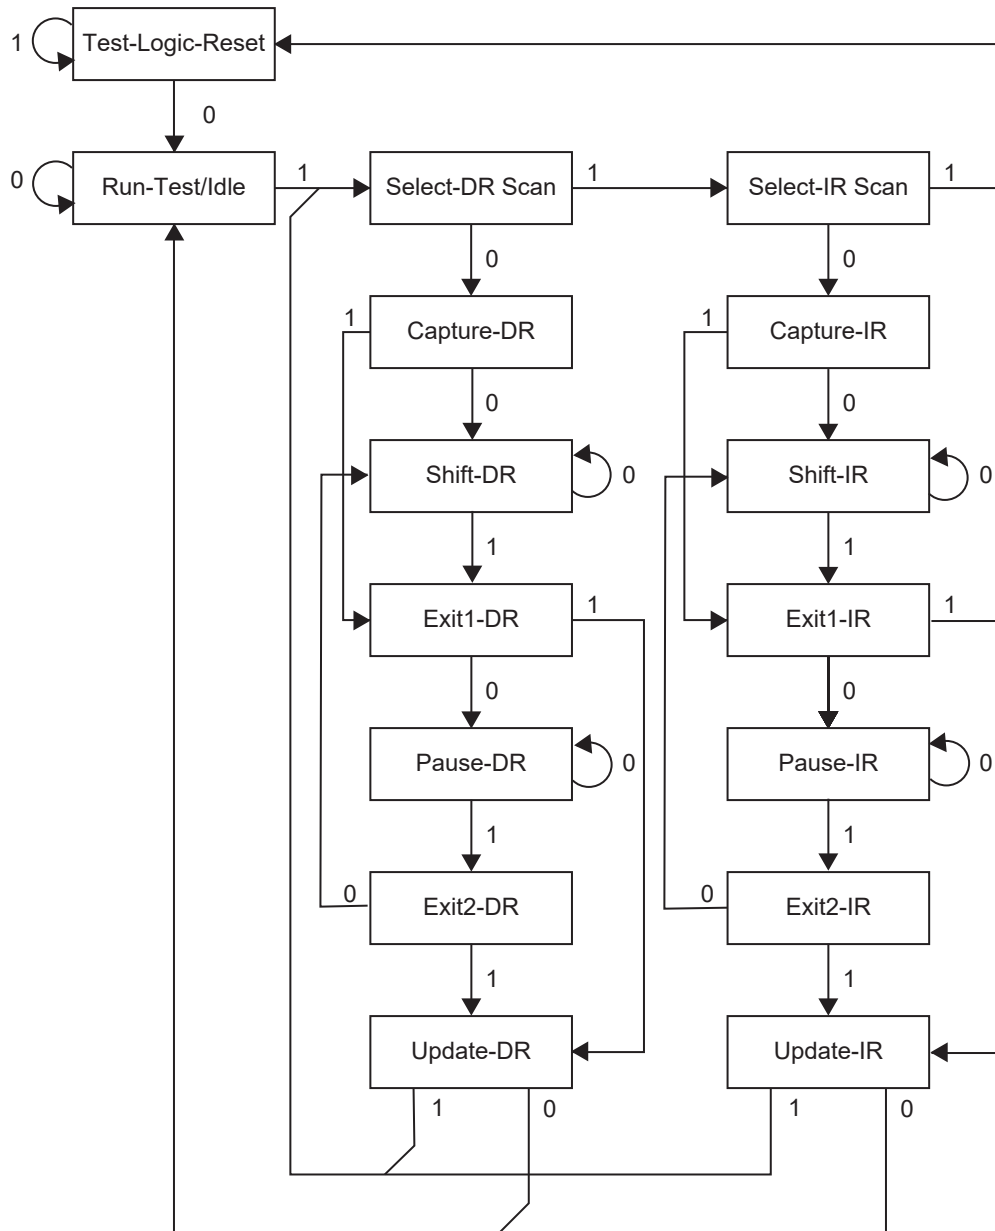 1 Test-Logic-Reset
0
0 Run-Test/Idle 1 Select-DR Scan 1 Select-IR Scan 1
0 0
1 Capture-DR 1 Capture-IR
0 0
Shift-DR 0 Shift-IR 0
1 1
Exit1-DR 1 Exit1-IR 1
0 0
Pause-DR 0 Pause-IR 0
1 1
0 Exit2-DR 0 Exit2-IR
1 1
Update-DR Update-IR
1 0 1 0